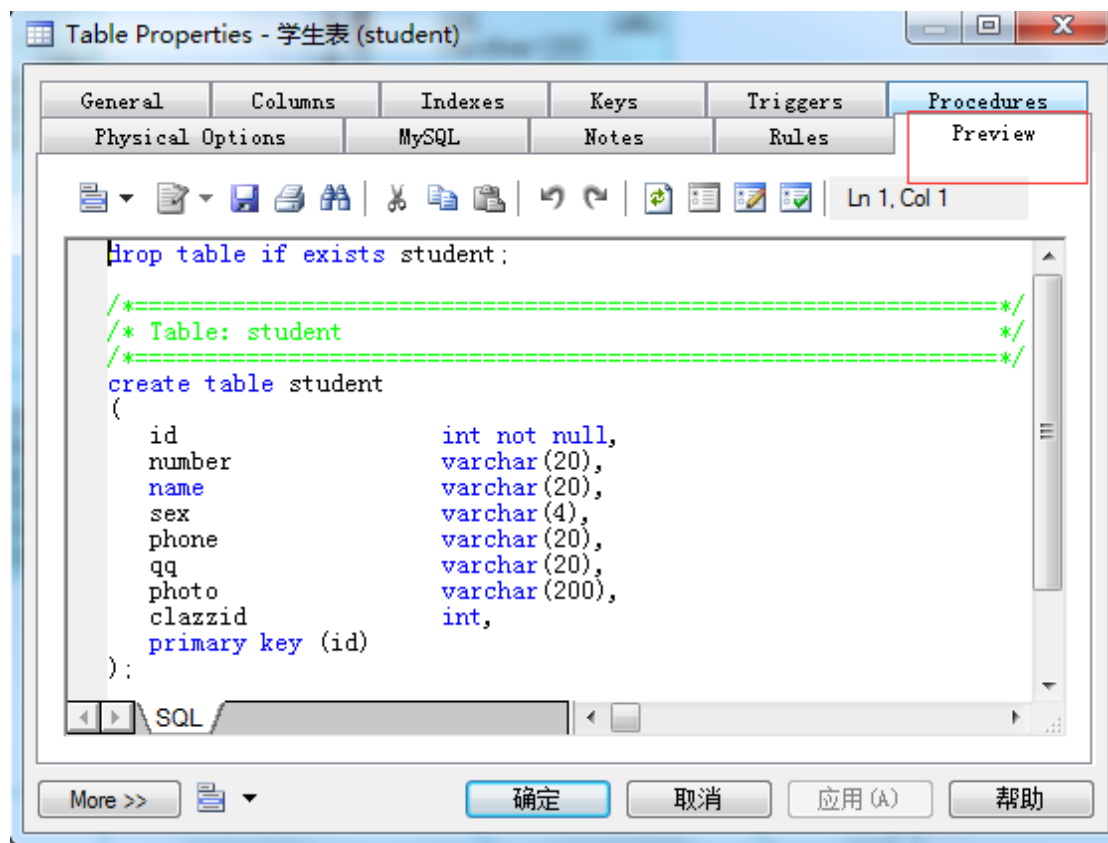 Table Properties - 学生表 (student)
General Columns Indexes Keys Triggers Procedures
Physical Options MySQL Notes Rules Preview
Ln 1, Col 1
drop table if exists student;
/*==============================================================*/
/* Table: student */
/*==============================================================*/
create table student
(
id int not null,
number varchar(20),
name varchar(20),
sex varchar(4),
phone varchar(20),
qq varchar(20),
photo varchar(200),
clazzid int,
primary key (id)
);
SQL
More >> 确定 取消 应用(A) 帮助